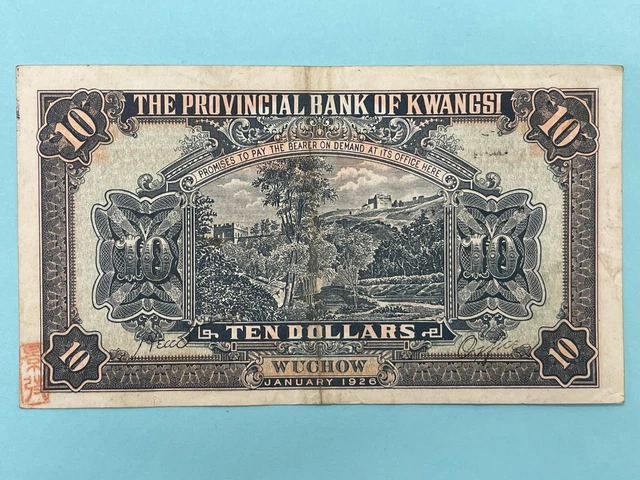 THE PROVINCIAL BANK OF KWANGSI
10 10
PROMISES TO PAY THE BEARER ON DEMAND AT ITS OFFICE HERE
10 10
TEN DOLLARS
10 10
WUCHOW
JANUARY 1926